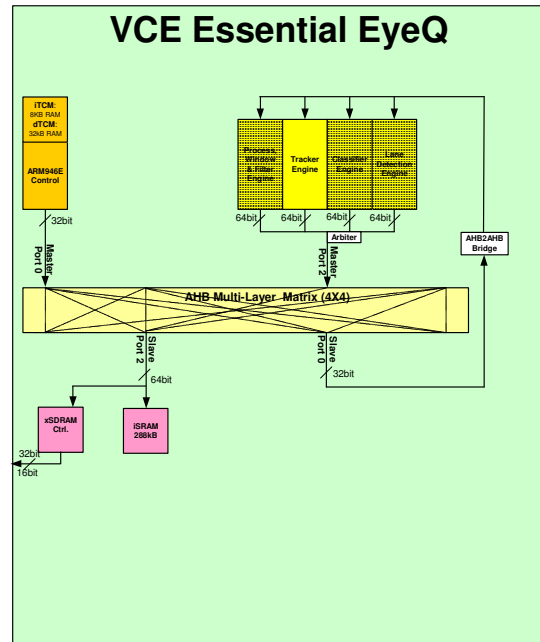 VCE Essential EyeQ
iTCM:
8KB RAM
dTCM:
32kB RAM
ARM946E
Control
32bit
Master
Port 0
Process,
Window
& Filter
Engine
Tracker
Engine
Classifier
Engine
Lane
Detection
Engine
64bit
64bit
64bit
64bit
Arbiter
Master
Port 2
AHB2AHB
Bridge
AHB Multi-Layer Matrix (4X4)
Slave
Port 2
64bit
Slave
Port 0
32bit
xSDRAM
Ctrl.
iSRAM
288kB
32bit
16bit